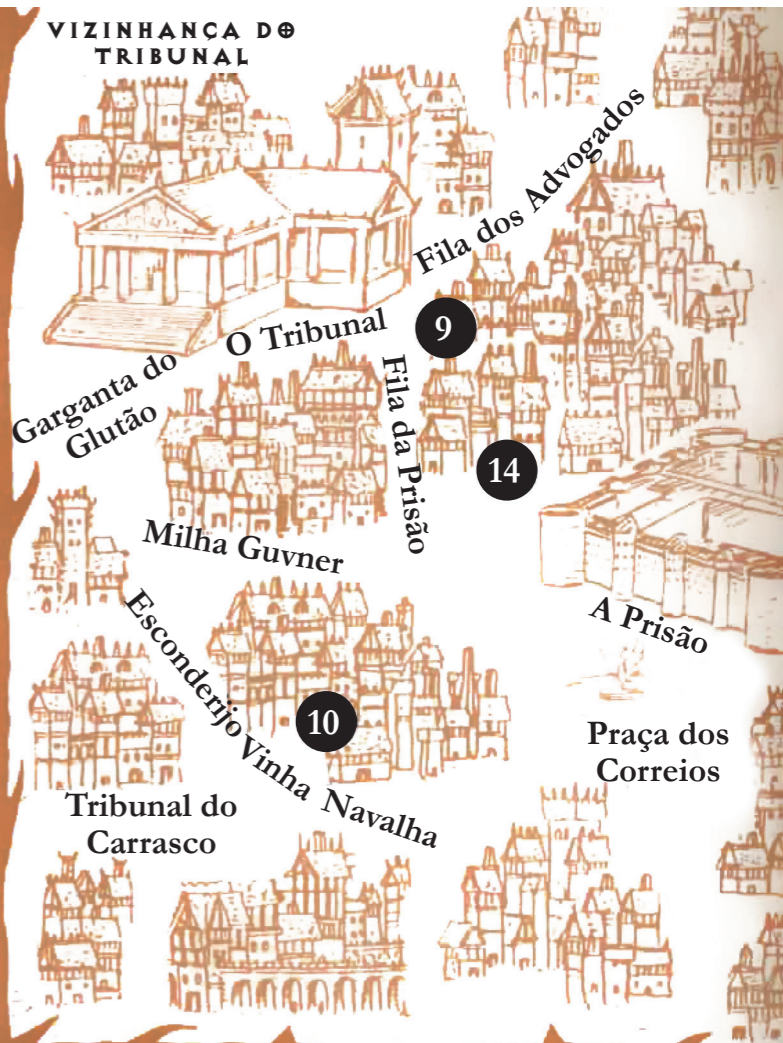 VIZINHANÇA DO
TRIBUNAL
Fila dos Advogados
O Tribunal
9
Garganta do
Glutão
Fila da Prisão
14
Milha Guvner
A Prisão
Esconderijo Vinha Navalha
10
Praça dos
Correios
Tribunal do
Carrasco